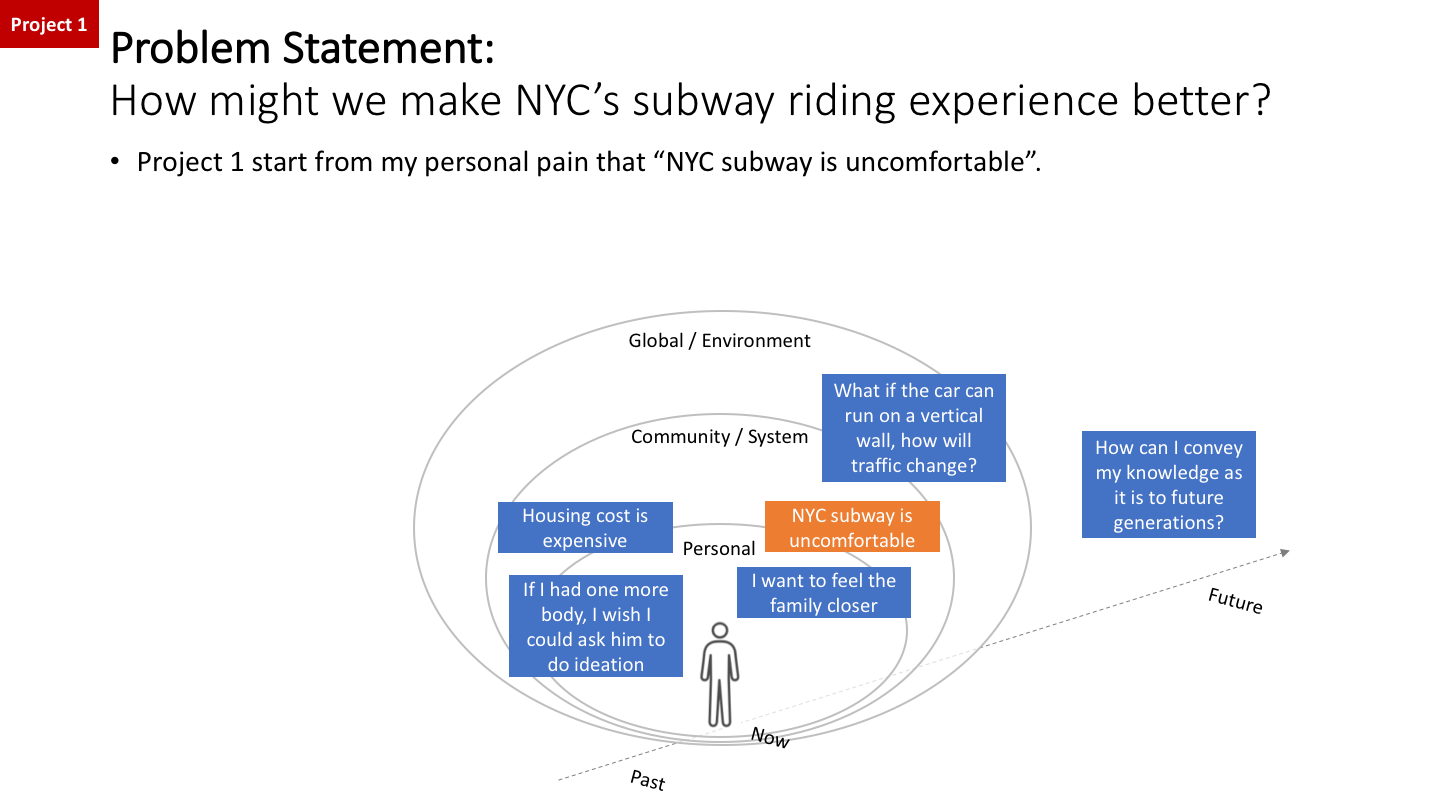 Project 1
Problem Statement:
How might we make NYC’s subway riding experience better?
• Project 1 start from my personal pain that “NYC subway is uncomfortable”.
Global / Environment
What if the car can
run on a vertical
wall, how will
traffic change?
Community / System
How can I convey
my knowledge as
it is to future
generations?
Housing cost is
expensive
NYC subway is
uncomfortable
Personal
If I had one more
body, I wish I
could ask him to
do ideation
I want to feel the
family closer
Future
Now
Past